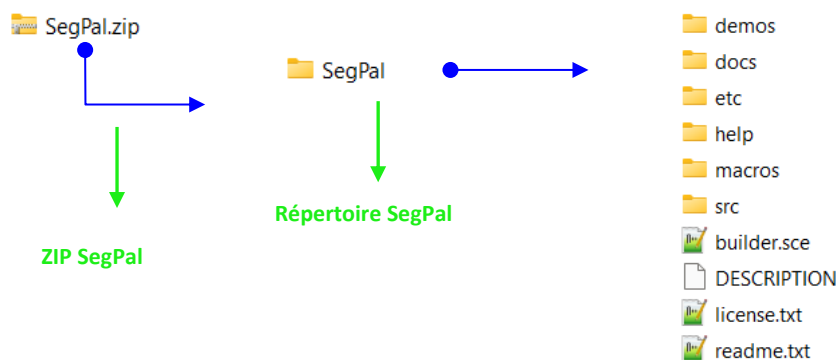 SegPal.zip
ZIP SegPal
SegPal
Répertoire SegPal
demos
docs
etc
help
macros
src
builder.sce
DESCRIPTION
license.txt
readme.txt